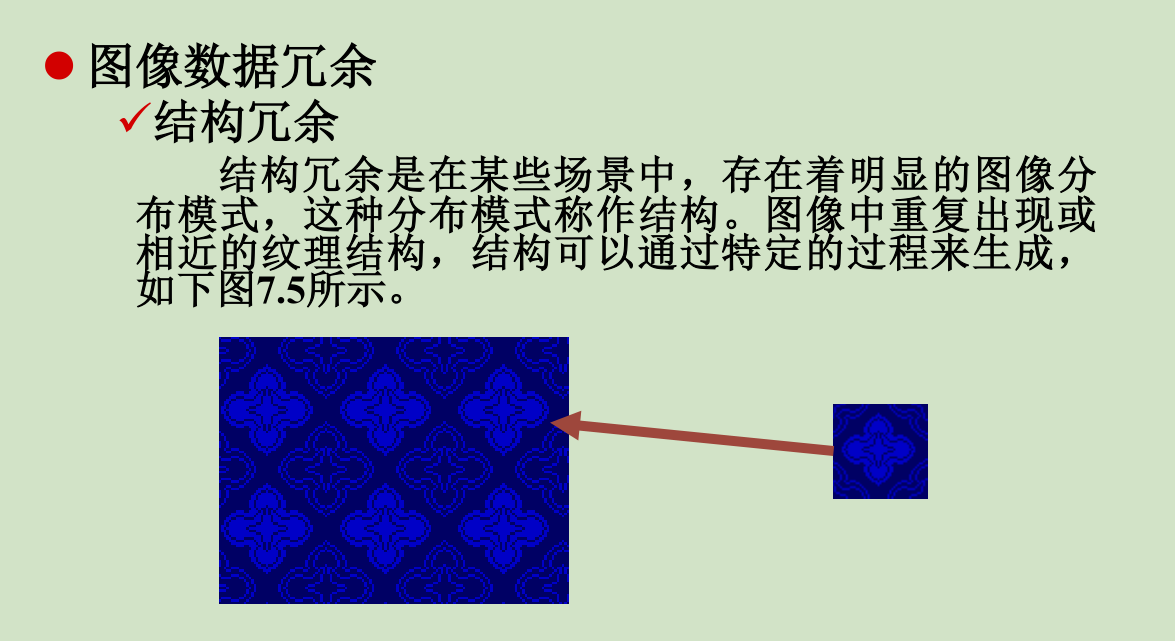 图像数据冗余
结构冗余
结构冗余是在某些场景中，存在着明显的图像分
布模式，这种分布模式称作结构。图像中重复出现或
相近的纹理结构，结构可以通过特定的过程来生成，
如下图7.5所示。